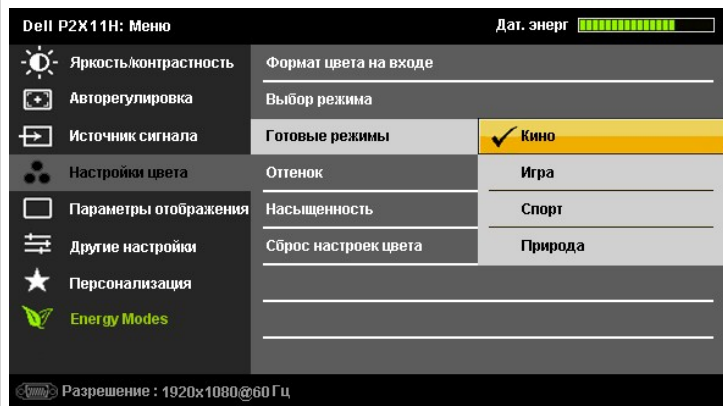 Dell P2X11H: Меню
Дат. энерг
Яркость/контрастность
Авторегулировка
Источник сигнала
Настройки цвета
Параметры отображения
Другие настройки
Персонализация
Energy Modes
Формат цвета на входе
Выбор режима
Готовые режимы
Оттенок
Насыщенность
Сброс настроек цвета
Кино
Игра
Спорт
Природа
Разрешение : 1920x1080@60 Гц